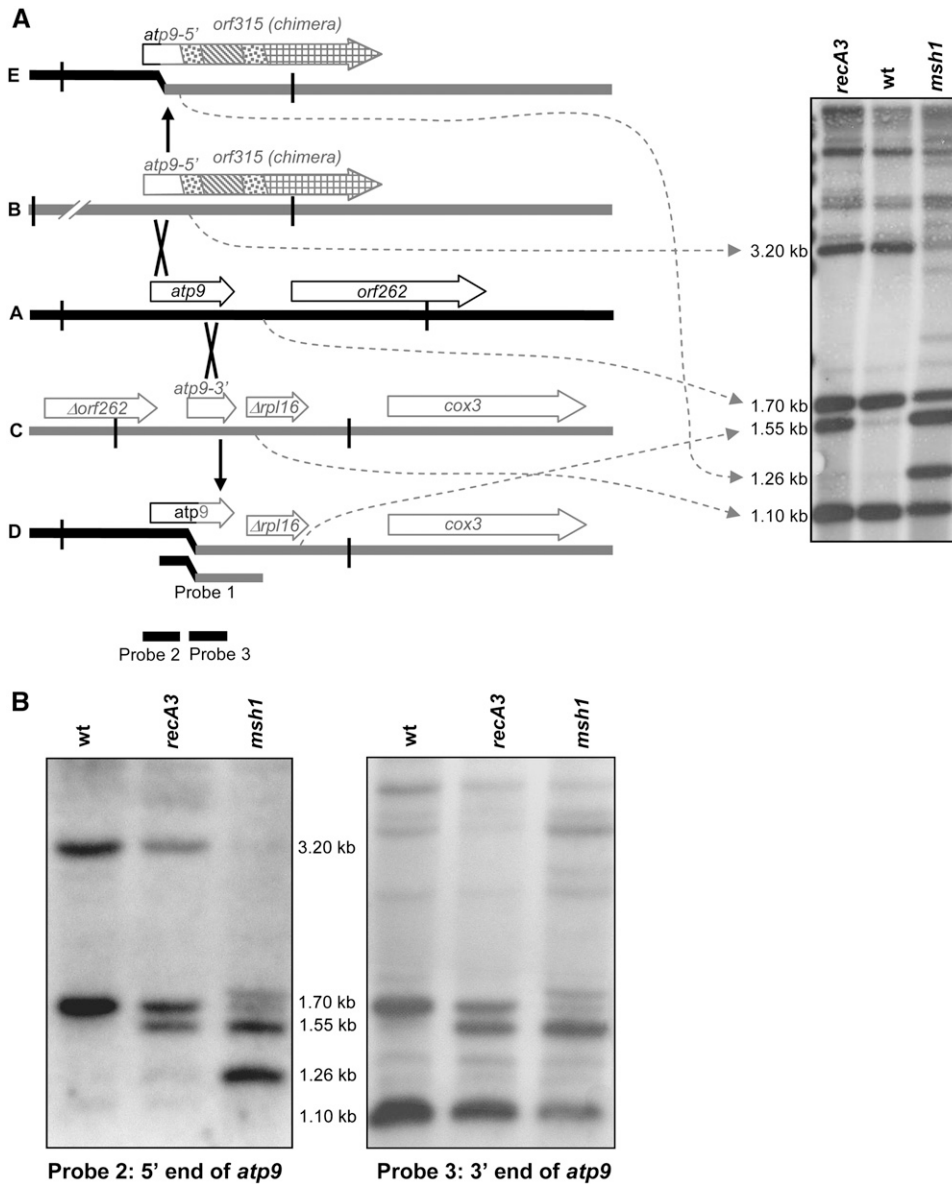 A
atp9-5' orf315 (chimera)
E
atp9-5' orf315 (chimera)
B
atp9 orf262
A
atp9-3'
Δorf262 Δrpl16 cox3
C
atp9 Δrpl16 cox3
D
Probe 1
Probe 2 Probe 3
recA3 wt msh1
3.20 kb
1.70 kb
1.55 kb
1.26 kb
1.10 kb
B
wt recA3 msh1
3.20 kb
1.70 kb
1.55 kb
1.26 kb
1.10 kb
wt recA3 msh1
Probe 2: 5' end of atp9
Probe 3: 3' end of atp9